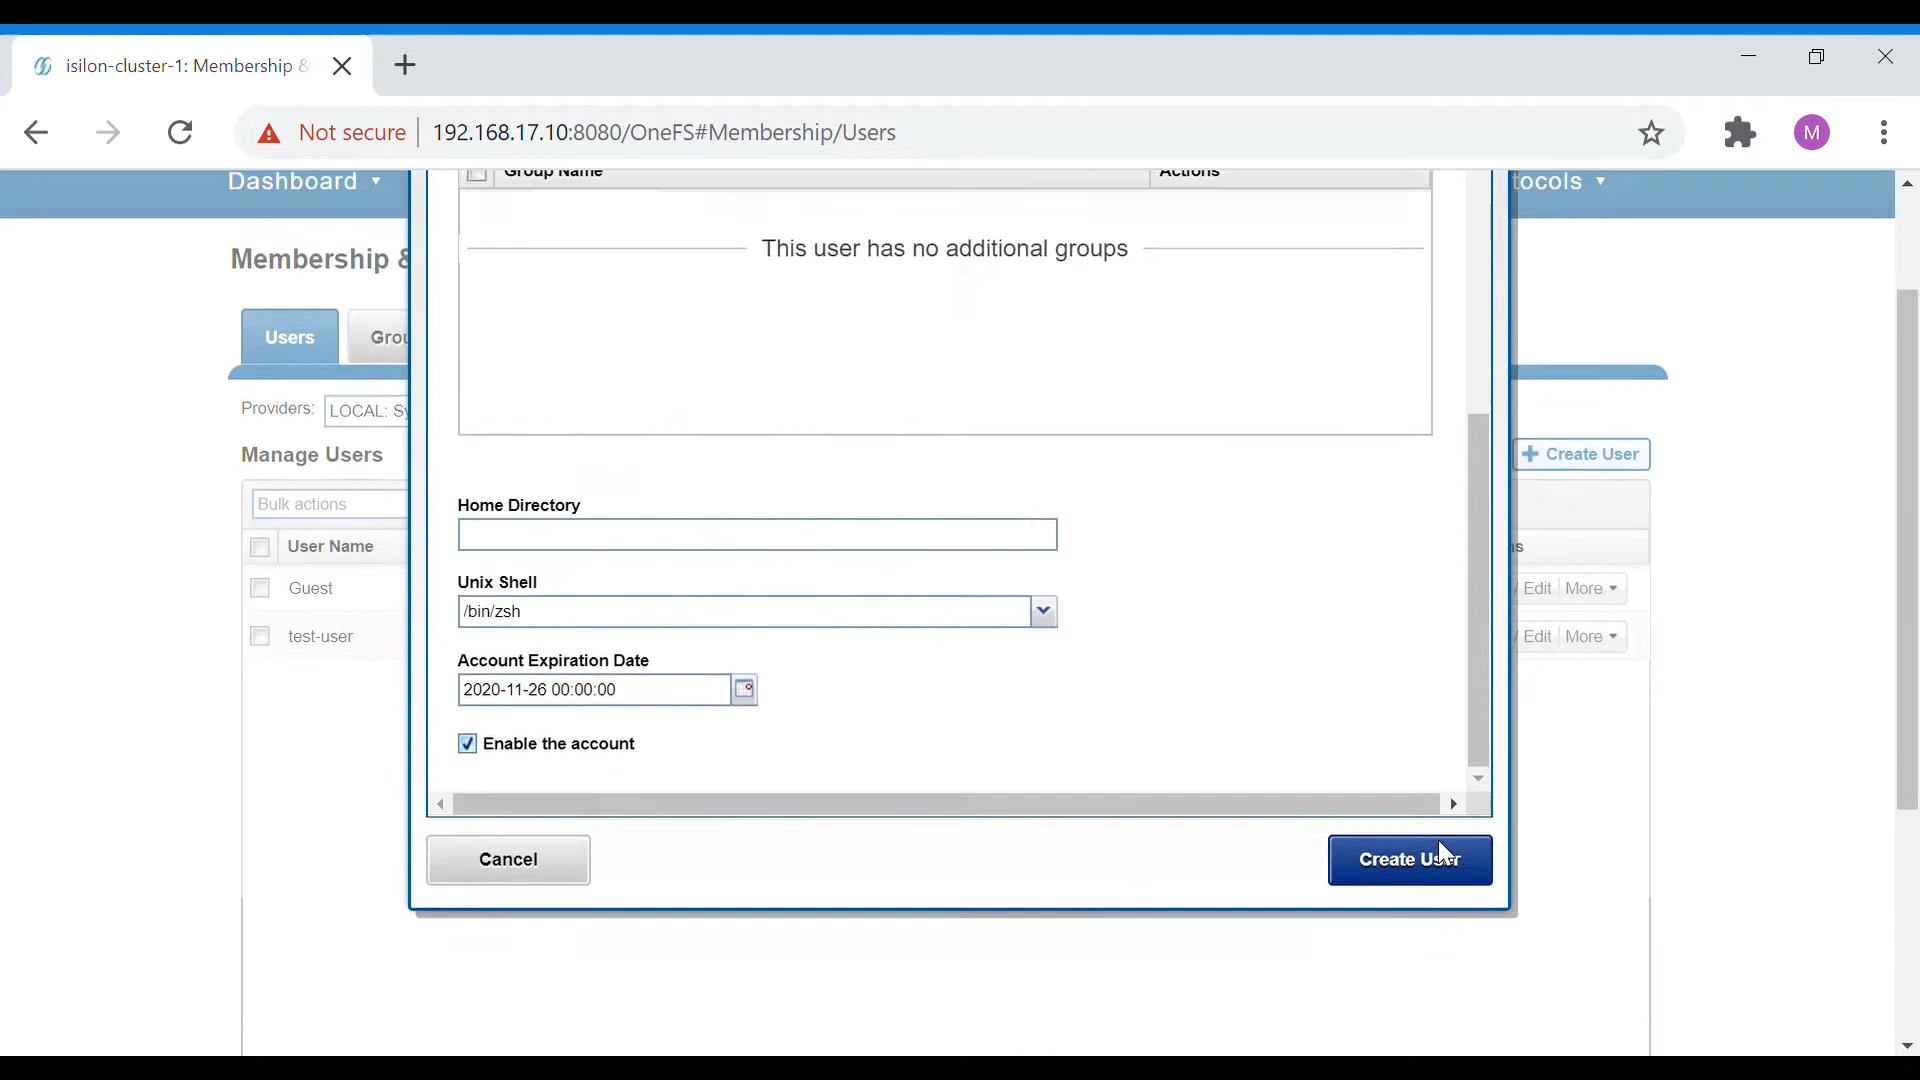 isilon-cluster-1: Membership &
Not secure
192.168.17.10:8080/OneFS#Membership/Users
M
Dashboard
tocols
Group Name
Actions
This user has no additional groups
Membership &
Users
Grou
Providers:
LOCAL: Sy
Manage Users
Create User
Bulk actions
User Name
ns
Guest
Edit
More
test-user
Edit
More
Home Directory
Unix Shell
/bin/zsh
Account Expiration Date
2020-11-26 00:00:00
Enable the account
Cancel
Create User